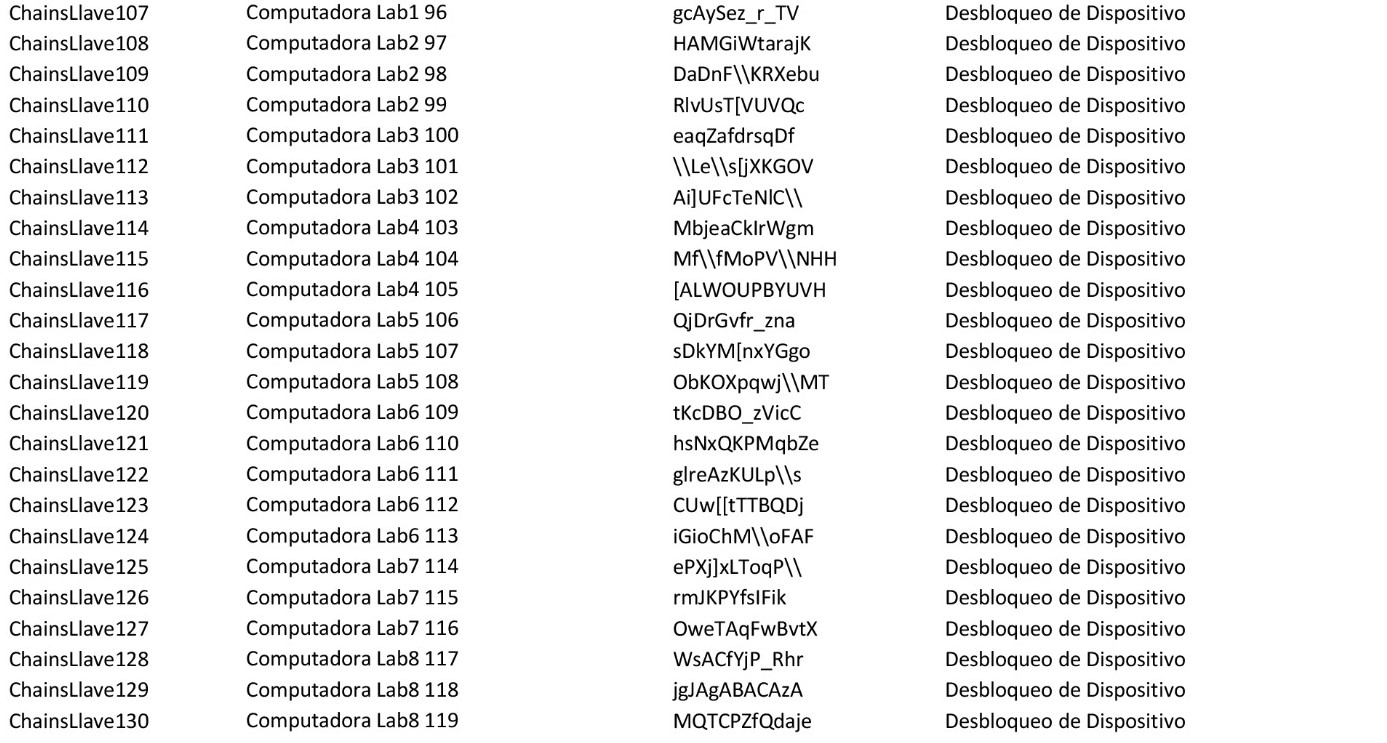 ChainsLlave107 Computadora Lab1 96 gcAySez_r_TV Desbloqueo de Dispositivo
ChainsLlave108 Computadora Lab2 97 HAMGiWtarajK Desbloqueo de Dispositivo
ChainsLlave109 Computadora Lab2 98 DaDnF\\KRXebu Desbloqueo de Dispositivo
ChainsLlave110 Computadora Lab2 99 RlvUsT[VUVQc Desbloqueo de Dispositivo
ChainsLlave111 Computadora Lab3 100 eaqZafdrsqDf Desbloqueo de Dispositivo
ChainsLlave112 Computadora Lab3 101 \\Le\\s[jXKGOV Desbloqueo de Dispositivo
ChainsLlave113 Computadora Lab3 102 Ai]UFcTeNlC\\ Desbloqueo de Dispositivo
ChainsLlave114 Computadora Lab4 103 MbjeaCkIrWgm Desbloqueo de Dispositivo
ChainsLlave115 Computadora Lab4 104 Mf\\fMoPV\\NHH Desbloqueo de Dispositivo
ChainsLlave116 Computadora Lab4 105 [ALWOUPBYUVH Desbloqueo de Dispositivo
ChainsLlave117 Computadora Lab5 106 QjDrGvfr_zna Desbloqueo de Dispositivo
ChainsLlave118 Computadora Lab5 107 sDkYM[nxYGgo Desbloqueo de Dispositivo
ChainsLlave119 Computadora Lab5 108 ObKOXpqwj\\MT Desbloqueo de Dispositivo
ChainsLlave120 Computadora Lab6 109 tKcDBO_zVicC Desbloqueo de Dispositivo
ChainsLlave121 Computadora Lab6 110 hsNxQKPMqbZe Desbloqueo de Dispositivo
ChainsLlave122 Computadora Lab6 111 glreAzKULp\\s Desbloqueo de Dispositivo
ChainsLlave123 Computadora Lab6 112 CUw[[tTTBQDj Desbloqueo de Dispositivo
ChainsLlave124 Computadora Lab6 113 iGioChM\\oFAF Desbloqueo de Dispositivo
ChainsLlave125 Computadora Lab7 114 ePXj]xLToqP\\ Desbloqueo de Dispositivo
ChainsLlave126 Computadora Lab7 115 rmJKPYfsIFik Desbloqueo de Dispositivo
ChainsLlave127 Computadora Lab7 116 OweTAqFwBvtX Desbloqueo de Dispositivo
ChainsLlave128 Computadora Lab8 117 WsACfYjP_Rhr Desbloqueo de Dispositivo
ChainsLlave129 Computadora Lab8 118 jgJAgABACAzA Desbloqueo de Dispositivo
ChainsLlave130 Computadora Lab8 119 MQTCPZfQdaje Desbloqueo de Dispositivo